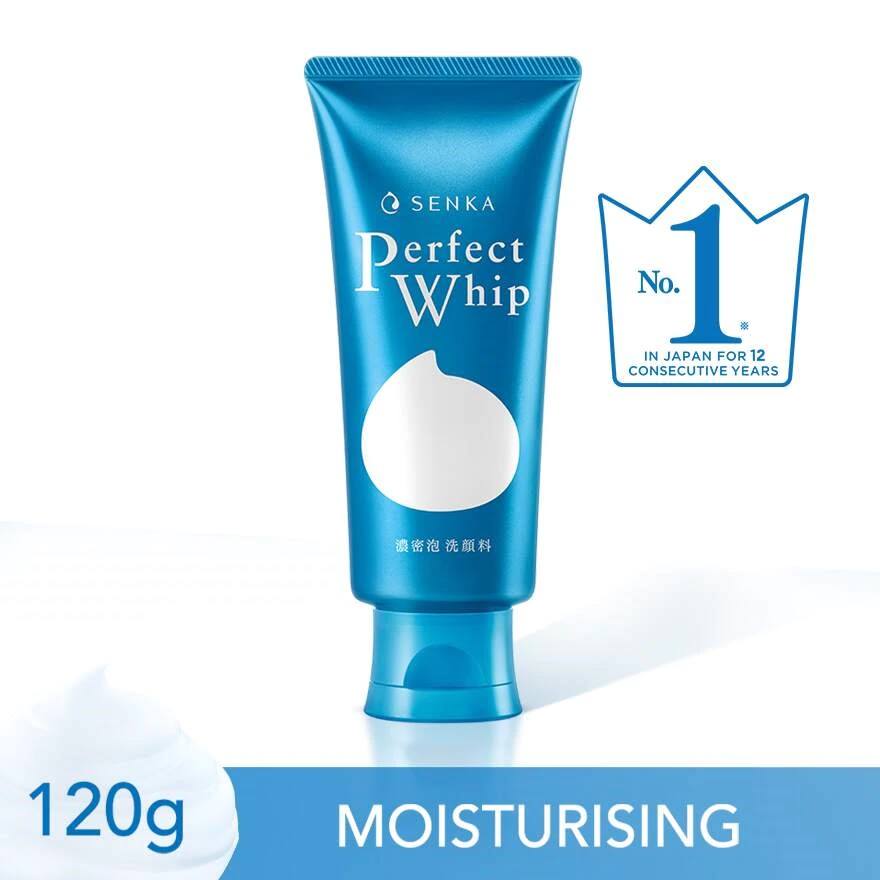 SENKA
Perfect
Whip
濃密泡 洗顔料
No. 1※
IN JAPAN FOR 12
CONSECUTIVE YEARS
120g
MOISTURISING